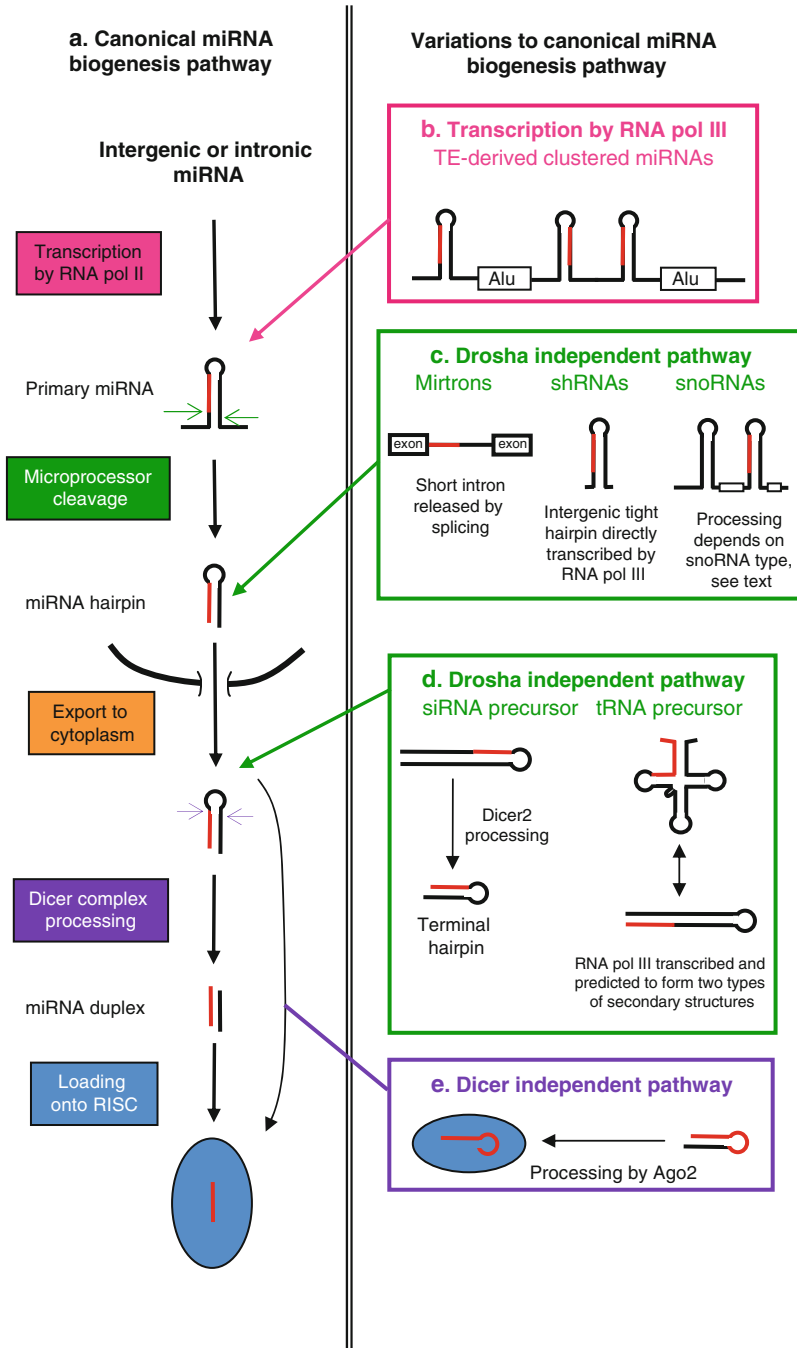 a. Canonical miRNA
biogenesis pathway
Intergenic or intronic
miRNA
Transcription
by RNA pol II
Primary miRNA
Microprocessor
cleavage
miRNA hairpin
Export to
cytoplasm
Dicer complex
processing
miRNA duplex
Loading
onto RISC
Variations to canonical miRNA
biogenesis pathway
b. Transcription by RNA pol III
TE-derived clustered miRNAs
Alu
Alu
c. Drosha independent pathway
Mirtrons
exon
exon
Short intron
released by
splicing
shRNAs
Intergenic tight
hairpin directly
transcribed by
RNA pol III
snoRNAs
Processing
depends on
snoRNA type,
see text
d. Drosha independent pathway
siRNA precursor
Dicer2
processing
Terminal
hairpin
tRNA precursor
RNA pol III transcribed and
predicted to form two types
of secondary structures
e. Dicer independent pathway
Processing by Ago2